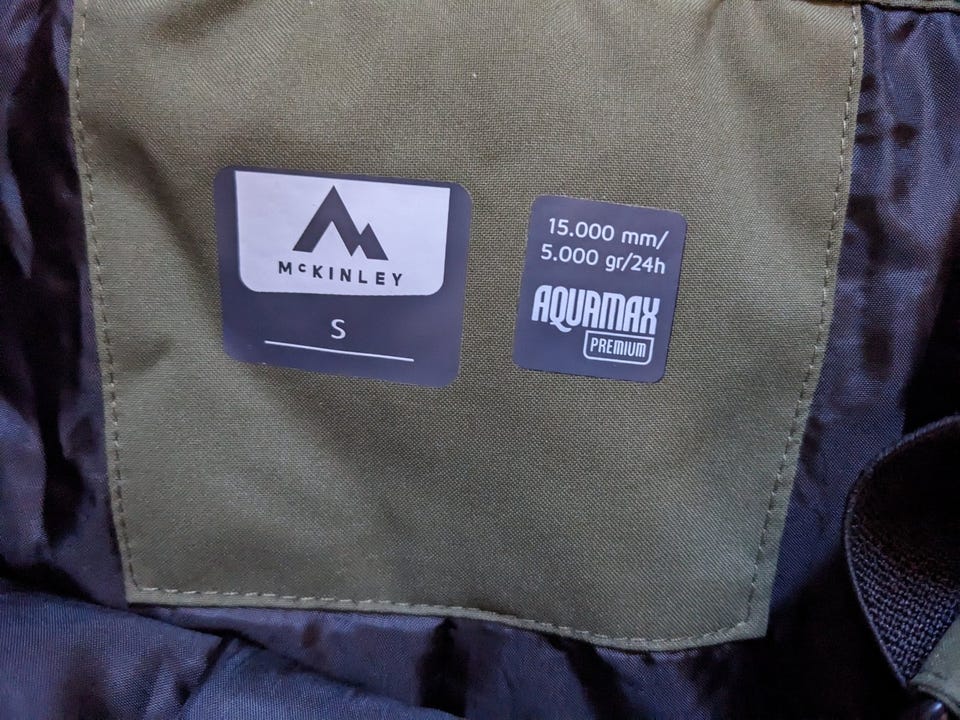 McKINLEY
S
15.000 mm/
5.000 gr/24h
AQUAMAX
PREMIUM